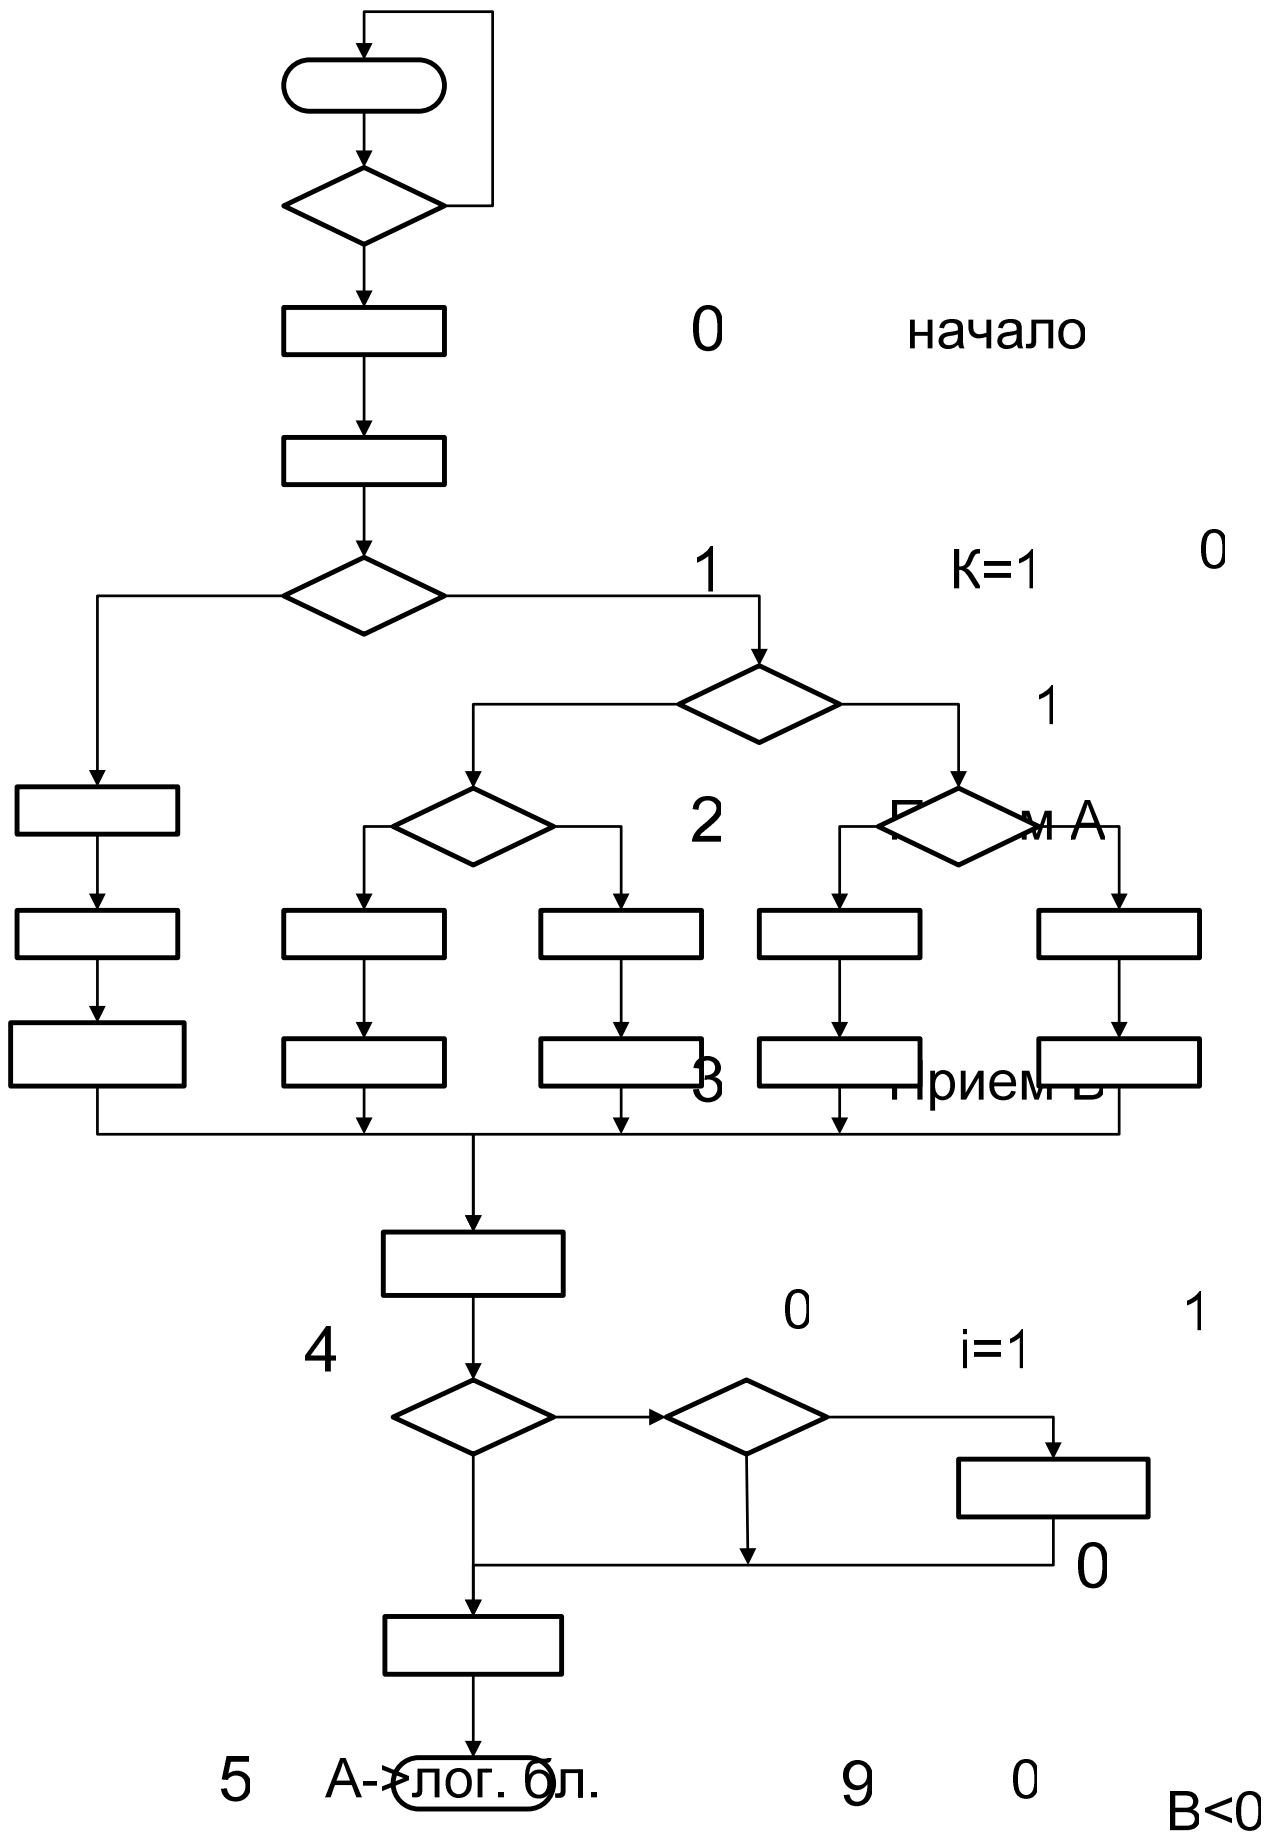 0 начало
1 К=1 0
1
2 м А
3 Прием В
0 1
4 i=1
0
5 А->лог. бл. 9 0
В<0